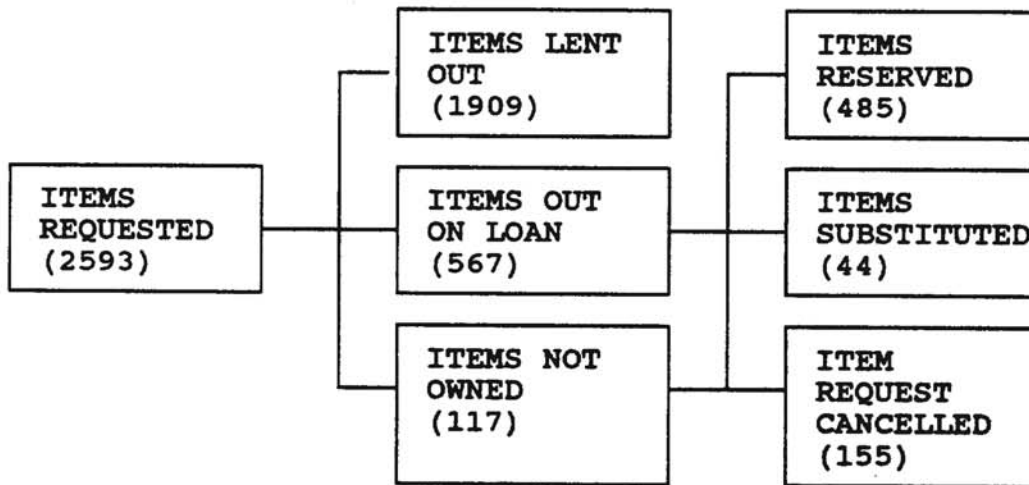 ITEMS
REQUESTED
(2593)
ITEMS LENT
OUT
(1909)
ITEMS OUT
ON LOAN
(567)
ITEMS NOT
OWNED
(117)
ITEMS
RESERVED
(485)
ITEMS
SUBSTITUTED
(44)
ITEM
REQUEST
CANCELLED
(155)